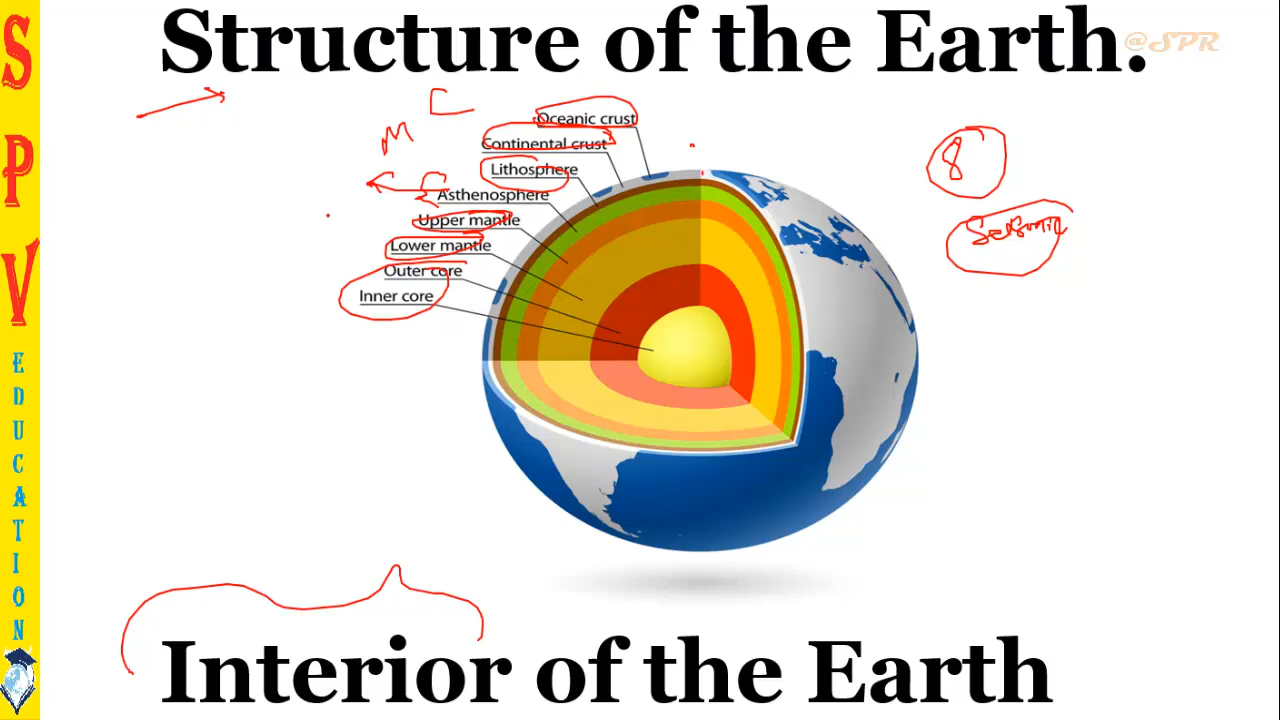 Structure of the Earth.
@SPR
S P V
EDUCATION
C
M
Oceanic crust
Continental crust
Lithosphere
Asthenosphere
Upper mantle
Lower mantle
Outer core
Inner core
8
Interior of the Earth